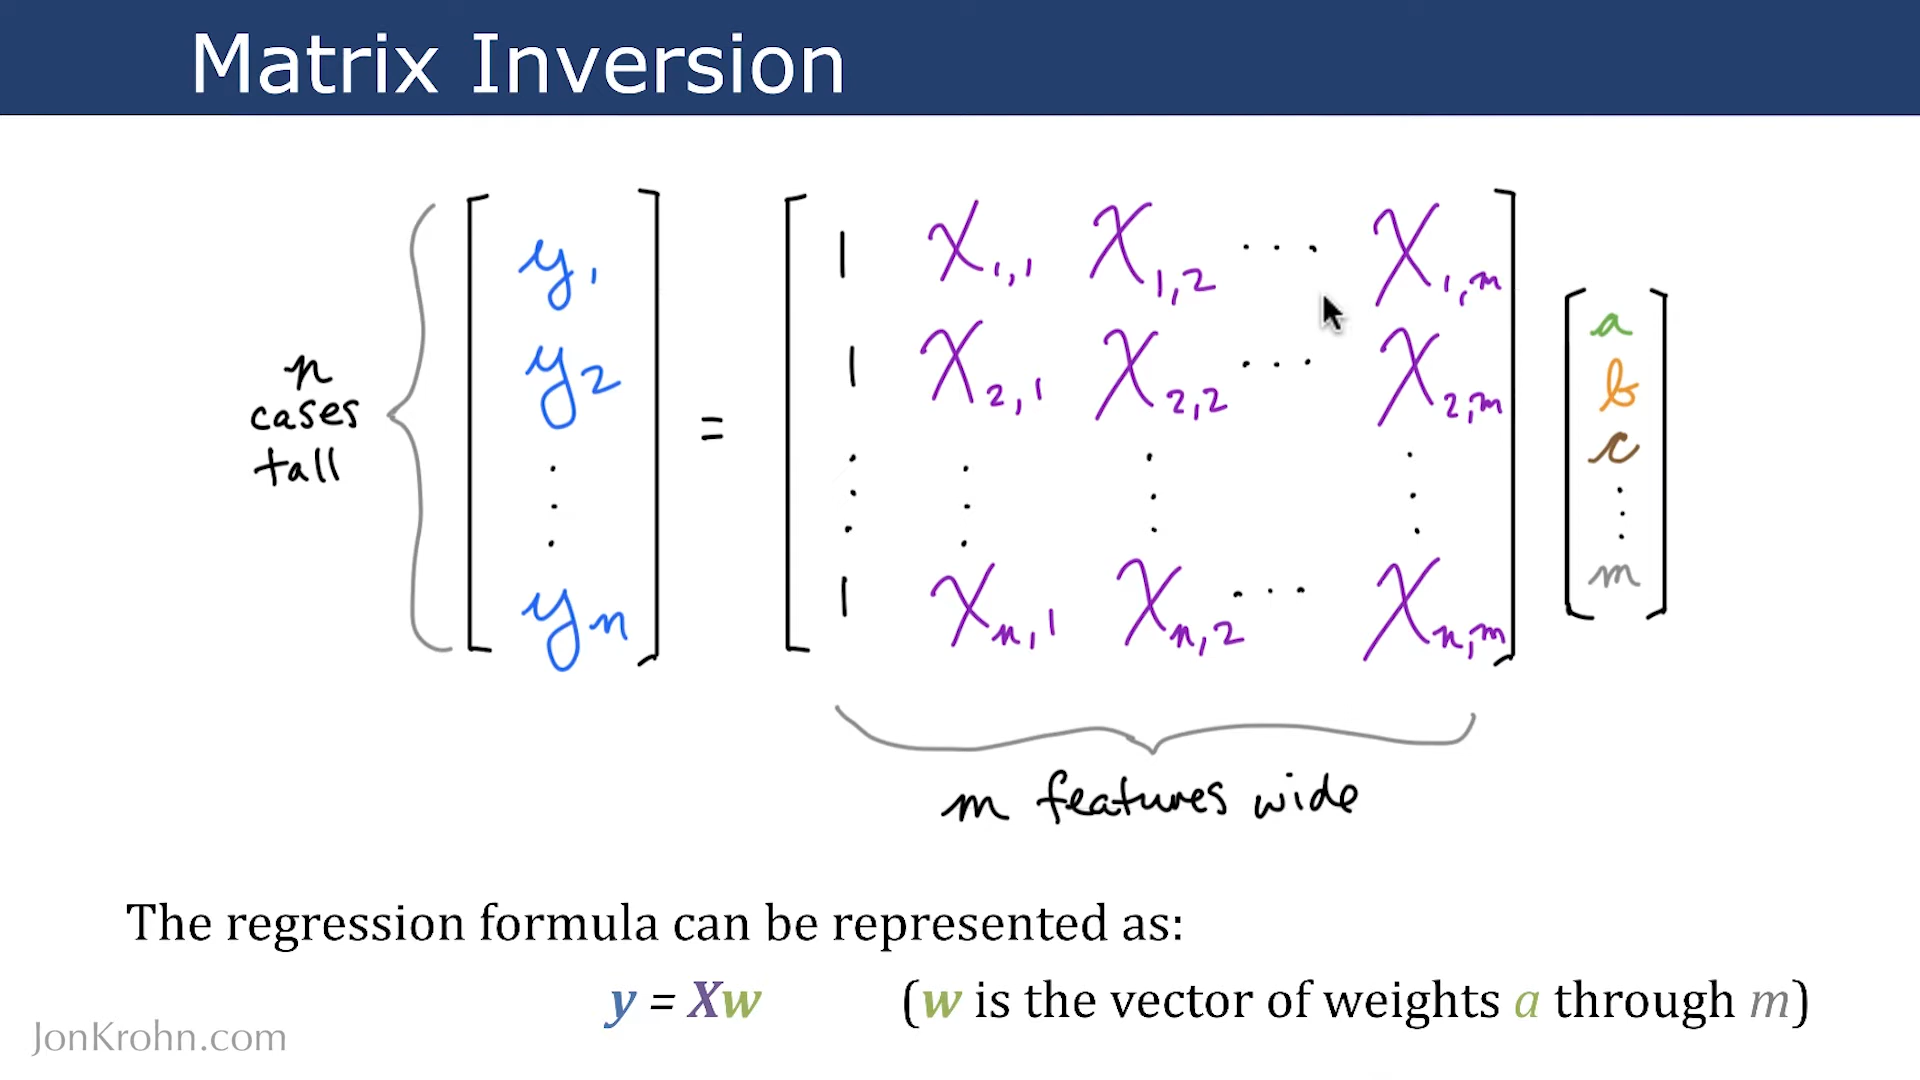 Matrix Inversion
n
cases
tall
y₁
y₂
⋮
yₙ
=
1 X₁,₁ X₁,₂ ... X₁,ₘ
1 X₂,₁ X₂,₂ ... X₂,ₘ
⋮ ⋮ ⋮ ⋮
1 Xₙ,₁ Xₙ,₂ ... Xₙ,ₘ
a
b
c
⋮
m
m features wide
The regression formula can be represented as:
y = Xw (w is the vector of weights a through m)
JonKrohn.com